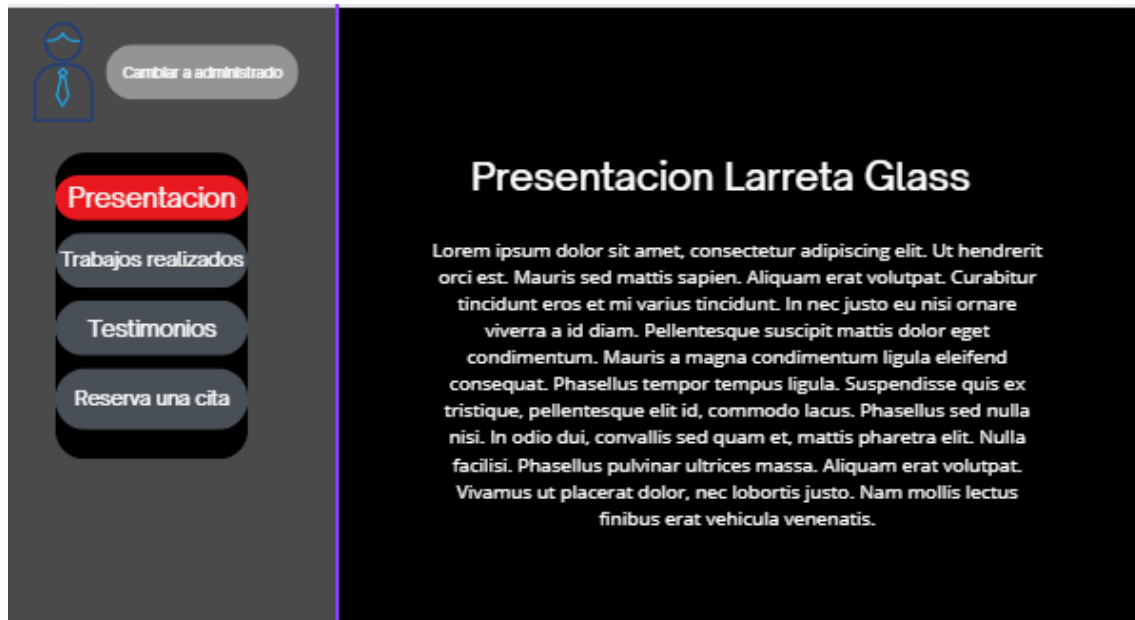 Cambiar a administrado
Presentacion
Trabajos realizados
Testimonios
Reserva una cita
Presentacion Larreta Glass
Lorem ipsum dolor sit amet, consectetur adipiscing elit. Ut hendrerit
orci est. Mauris sed mattis sapien. Aliquam erat volutpat. Curabitur
tincidunt eros et mi varius tincidunt. In nec justo eu nisi ornare
viverra a id diam. Pellentesque suscipit mattis dolor eget
condimentum. Mauris a magna condimentum ligula eleifend
consequat. Phasellus tempor tempus ligula. Suspendisse quis ex
tristique, pellentesque elit id, commodo lacus. Phasellus sed nulla
nisi. In odio dui, convallis sed quam et, mattis pharetra elit. Nulla
facilisi. Phasellus pulvinar ultrices massa. Aliquam erat volutpat.
Vivamus ut placerat dolor, nec lobortis justo. Nam mollis lectus
finibus erat vehicula venenatis.